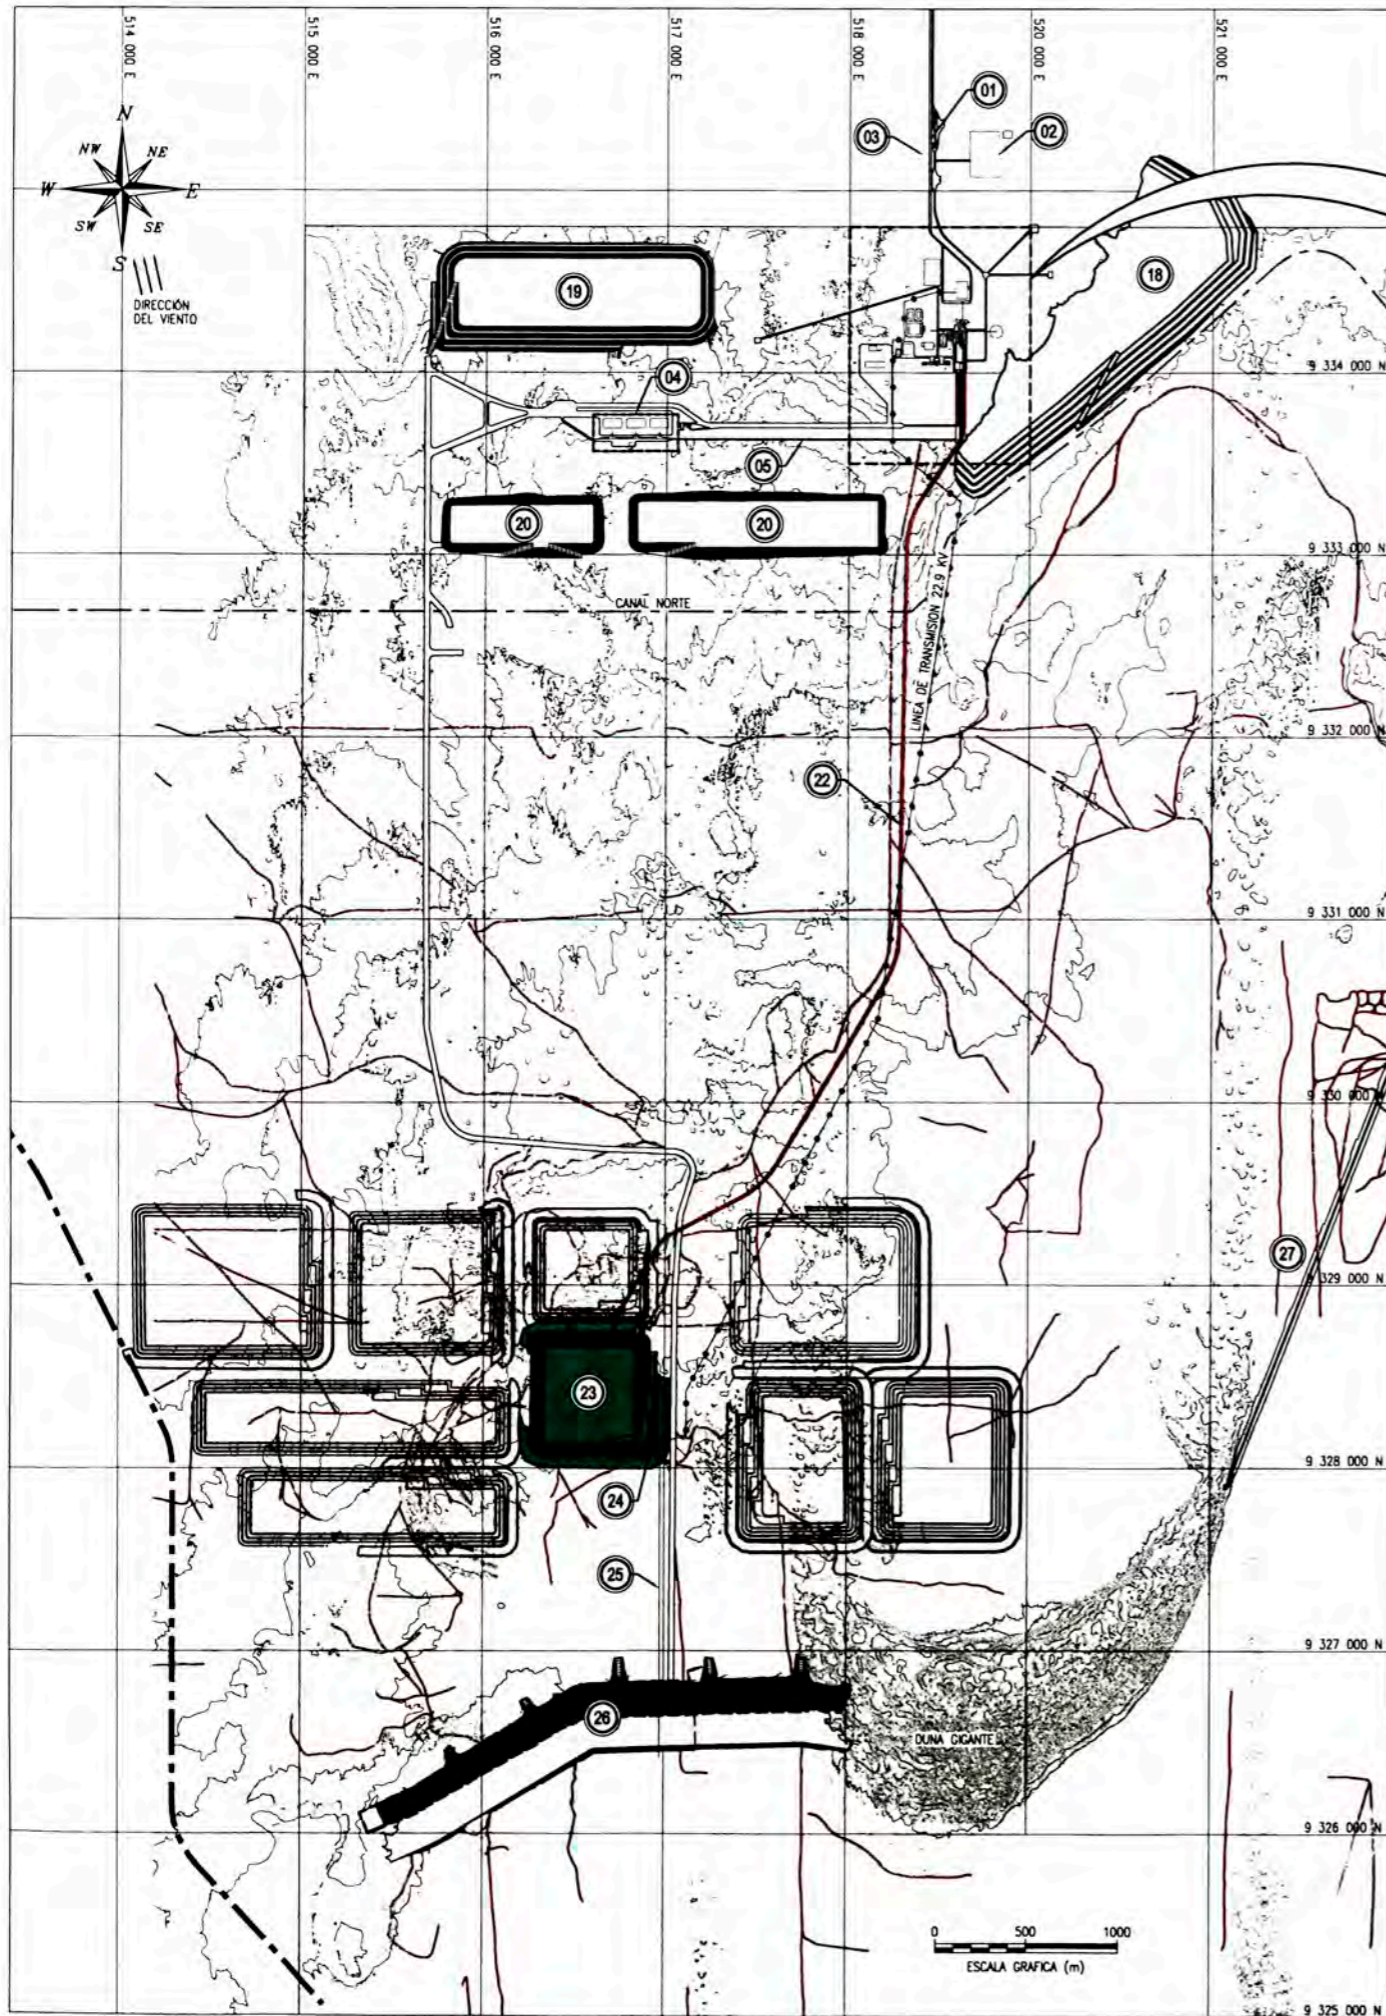 514 000 E
515 000 E
516 000 E
517 000 E
518 000 E
520 000 E
521 000 E
01
03
02
N
NW
NE
W
E
SW
SE
S
DIRECCIÓN
DEL VIENTO
18
19
9 334 000 N
04
05
20
20
9 333 000 N
CANAL NORTE
LINEA DE TRANSMISION 22.9 KV
9 332 000 N
22
9 331 000 N
9 330 000 N
27
9 329 000 N
23
9 328 000 N
24
25
9 327 000 N
26
DUNA GIGANTE
9 326 000 N
0 500 1000
ESCALA GRAFICA (m)
9 325 000 N